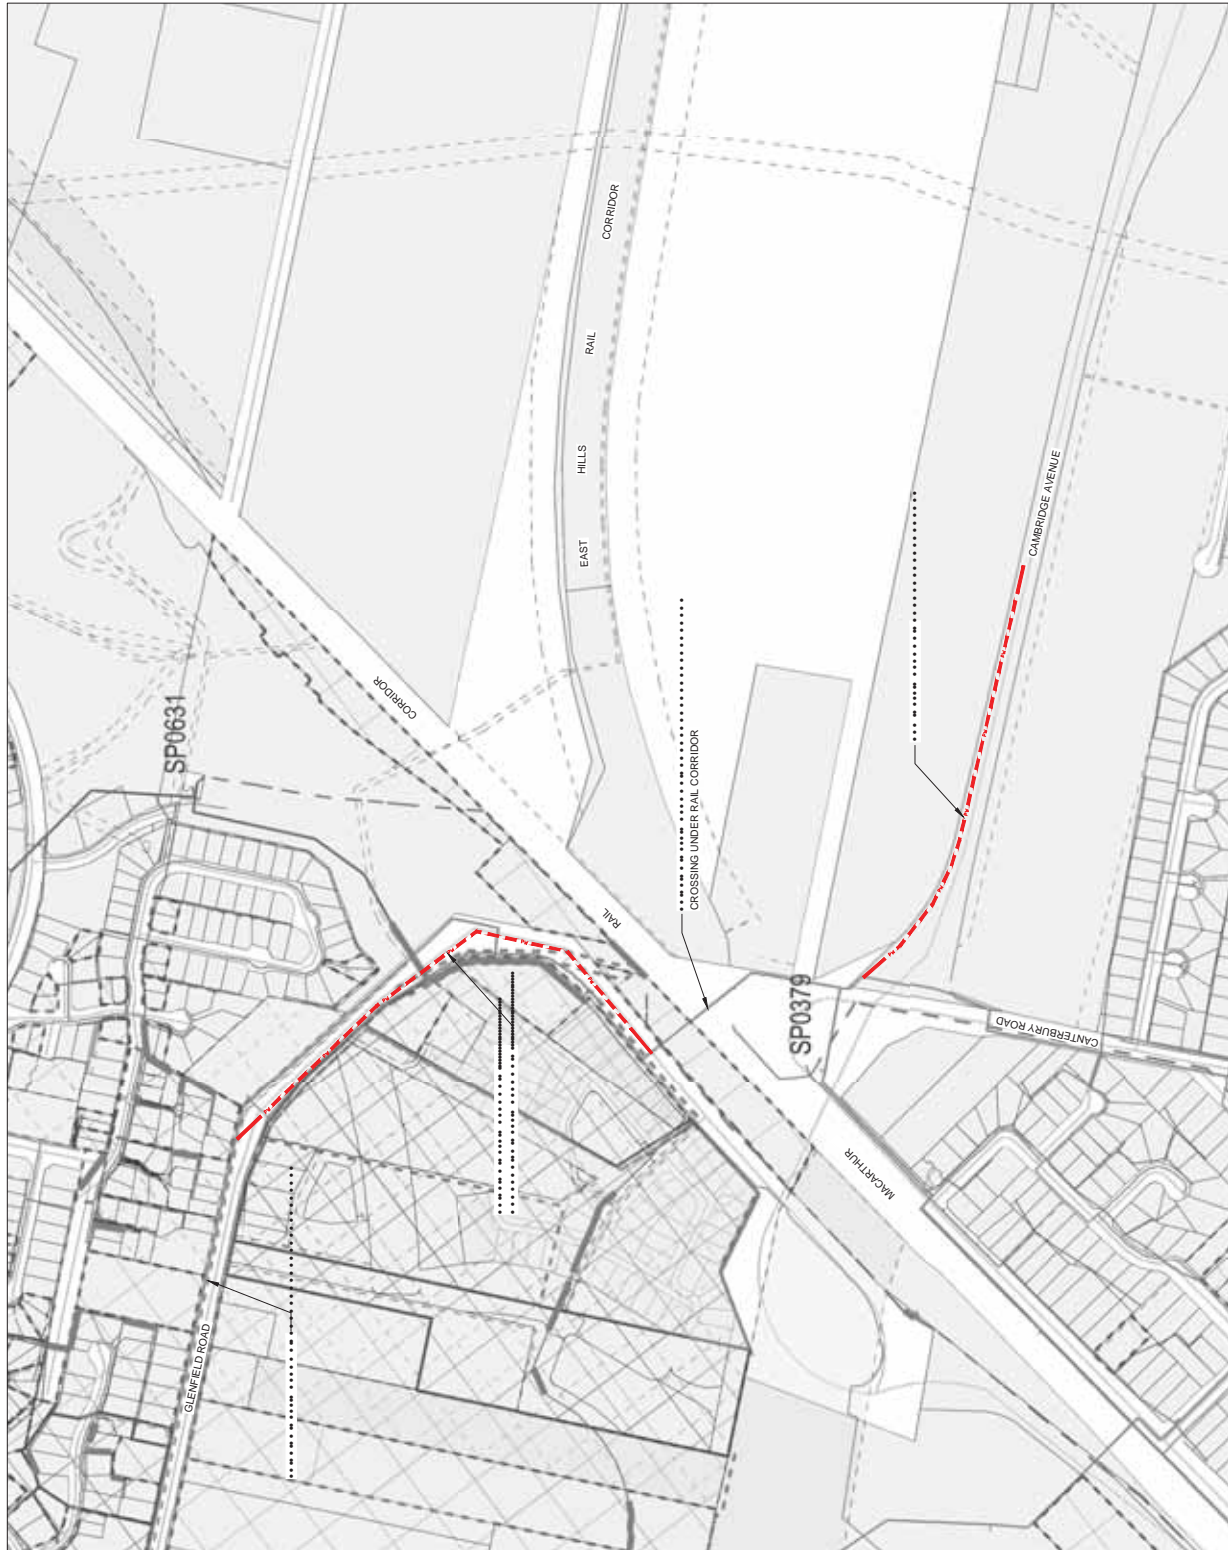 SP0631
CORRIDOR
EAST HILLS RAIL CORRIDOR
RAIL
CROSSING UNDER RAIL CORRIDOR
CAMBRIDGE AVENUE
SP0379
CANTERBURY ROAD
MACARTHUR
GLENFIELD ROAD